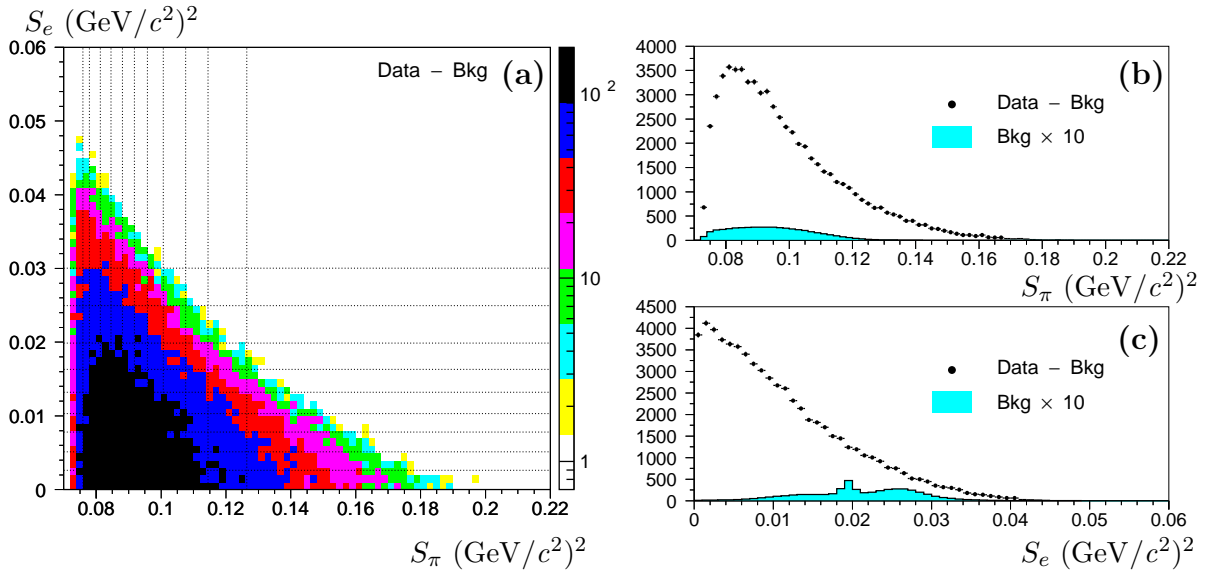 S_e (GeV/c²)²
0.06
0.05
0.04
0.03
0.02
0.01
0
0.08 0.1 0.12 0.14 0.16 0.18 0.2 0.22
S_π (GeV/c²)²
Data − Bkg (a)
10²
10
1
4000
3500
3000
2500
2000
1500
1000
500
0
(b)
Data − Bkg
Bkg × 10
0.08 0.1 0.12 0.14 0.16 0.18 0.2 0.22
S_π (GeV/c²)²
4500
4000
3500
3000
2500
2000
1500
1000
500
0
(c)
Data − Bkg
Bkg × 10
0 0.01 0.02 0.03 0.04 0.05 0.06
S_e (GeV/c²)²